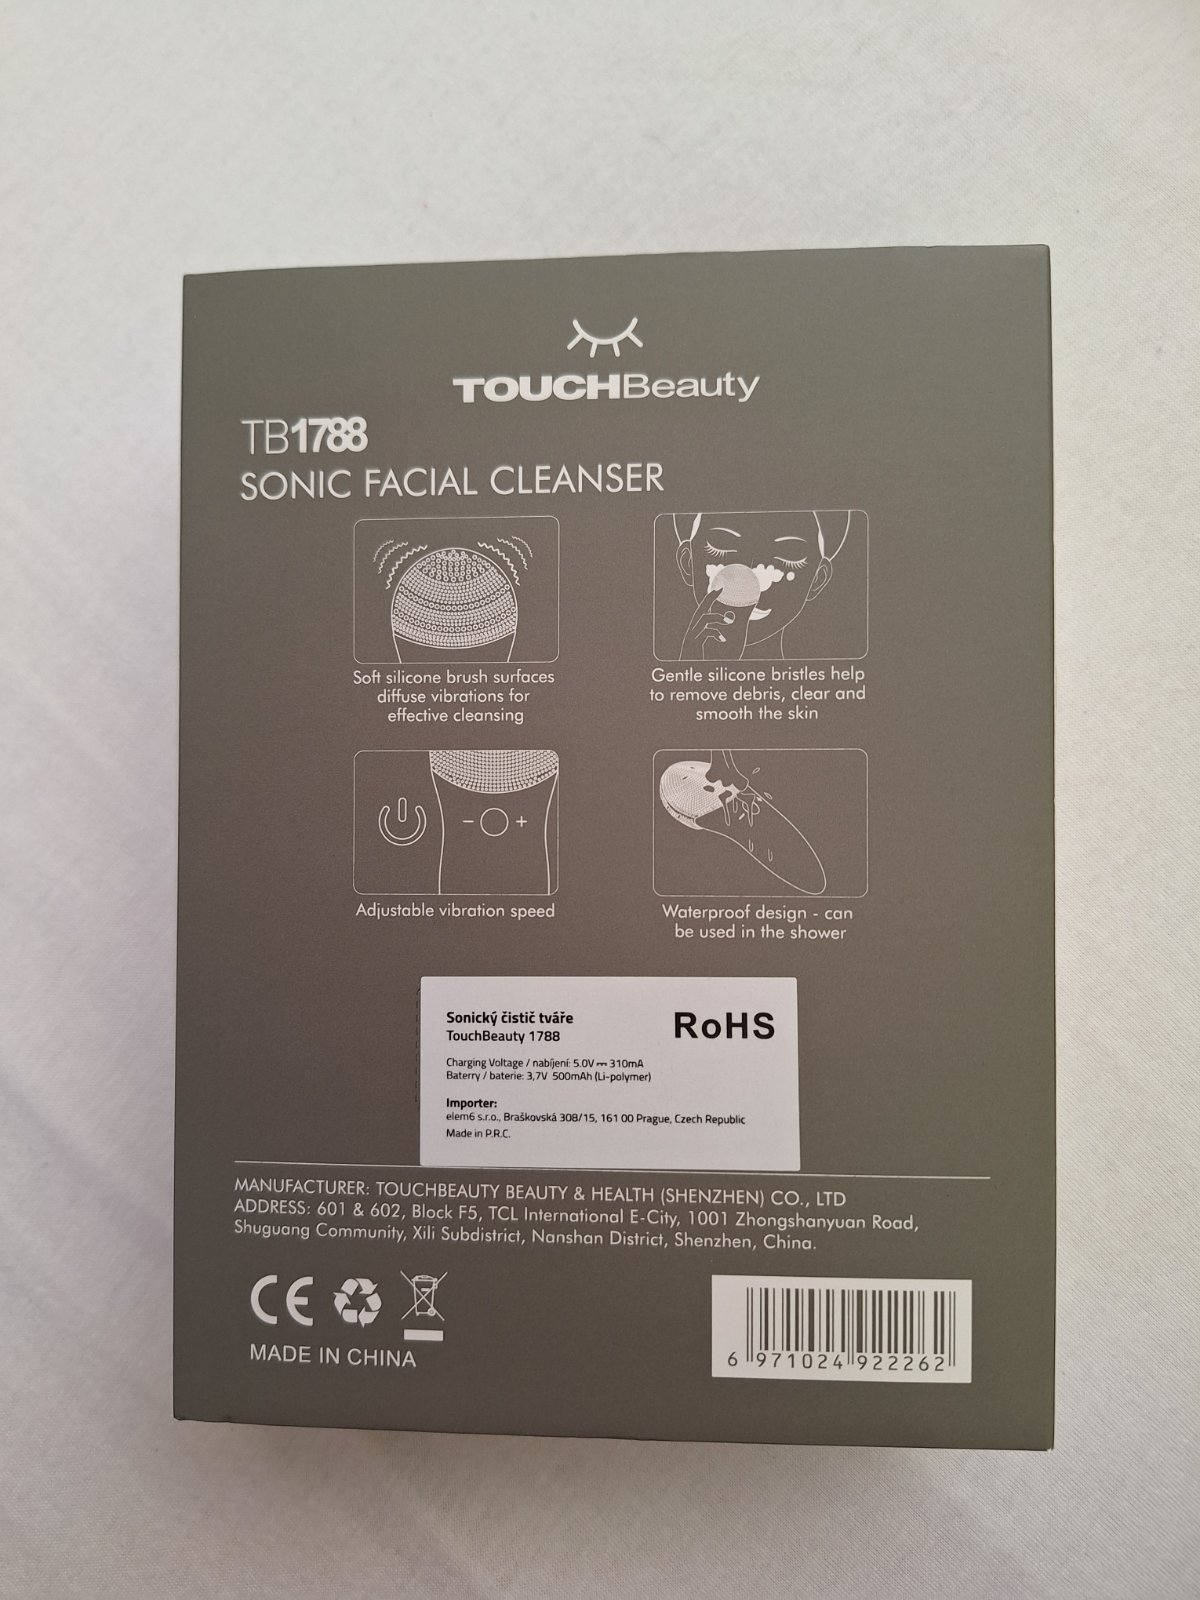 TOUCHBeauty
TB1788
SONIC FACIAL CLEANSER
Soft silicone brush surfaces
diffuse vibrations for
effective cleansing
Gentle silicone bristles help
to remove debris, clear and
smooth the skin
- +
Adjustable vibration speed
Waterproof design - can
be used in the shower
Sonický čistič tváře
TouchBeauty 1788
RoHS
Charging Voltage / nabíjení: 5.0V⎓310mA
Baterry / baterie: 3,7V 500mAh (Li-polymer)
Importer:
elem6 s.r.o., Braškovská 308/15, 161 00 Prague, Czech Republic
Made in P.R.C.
MANUFACTURER: TOUCHBEAUTY BEAUTY & HEALTH (SHENZHEN) CO., LTD
ADDRESS: 601 & 602, Block F5, TCL International E-City, 1001 Zhongshanyuan Road,
Shuguang Community, Xili Subdistrict, Nanshan District, Shenzhen, China.
CE
MADE IN CHINA
6 971024 922262